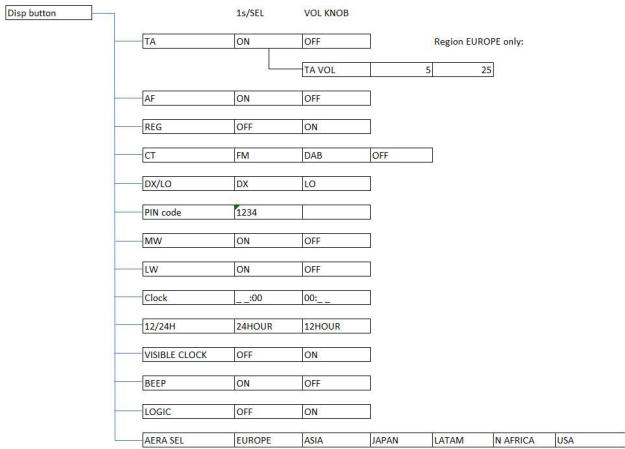 Disp button 1s/SEL VOL KNOB
TA ON OFF Region EUROPE only:
TA VOL 5 25
AF ON OFF
REG OFF ON
CT FM DAB OFF
DX/LO DX LO
PIN code 1234
MW ON OFF
LW ON OFF
Clock _ _:00 00:_ _
12/24H 24HOUR 12HOUR
VISIBLE CLOCK OFF ON
BEEP ON OFF
LOGIC OFF ON
AERA SEL EUROPE ASIA JAPAN LATAM N AFRICA USA